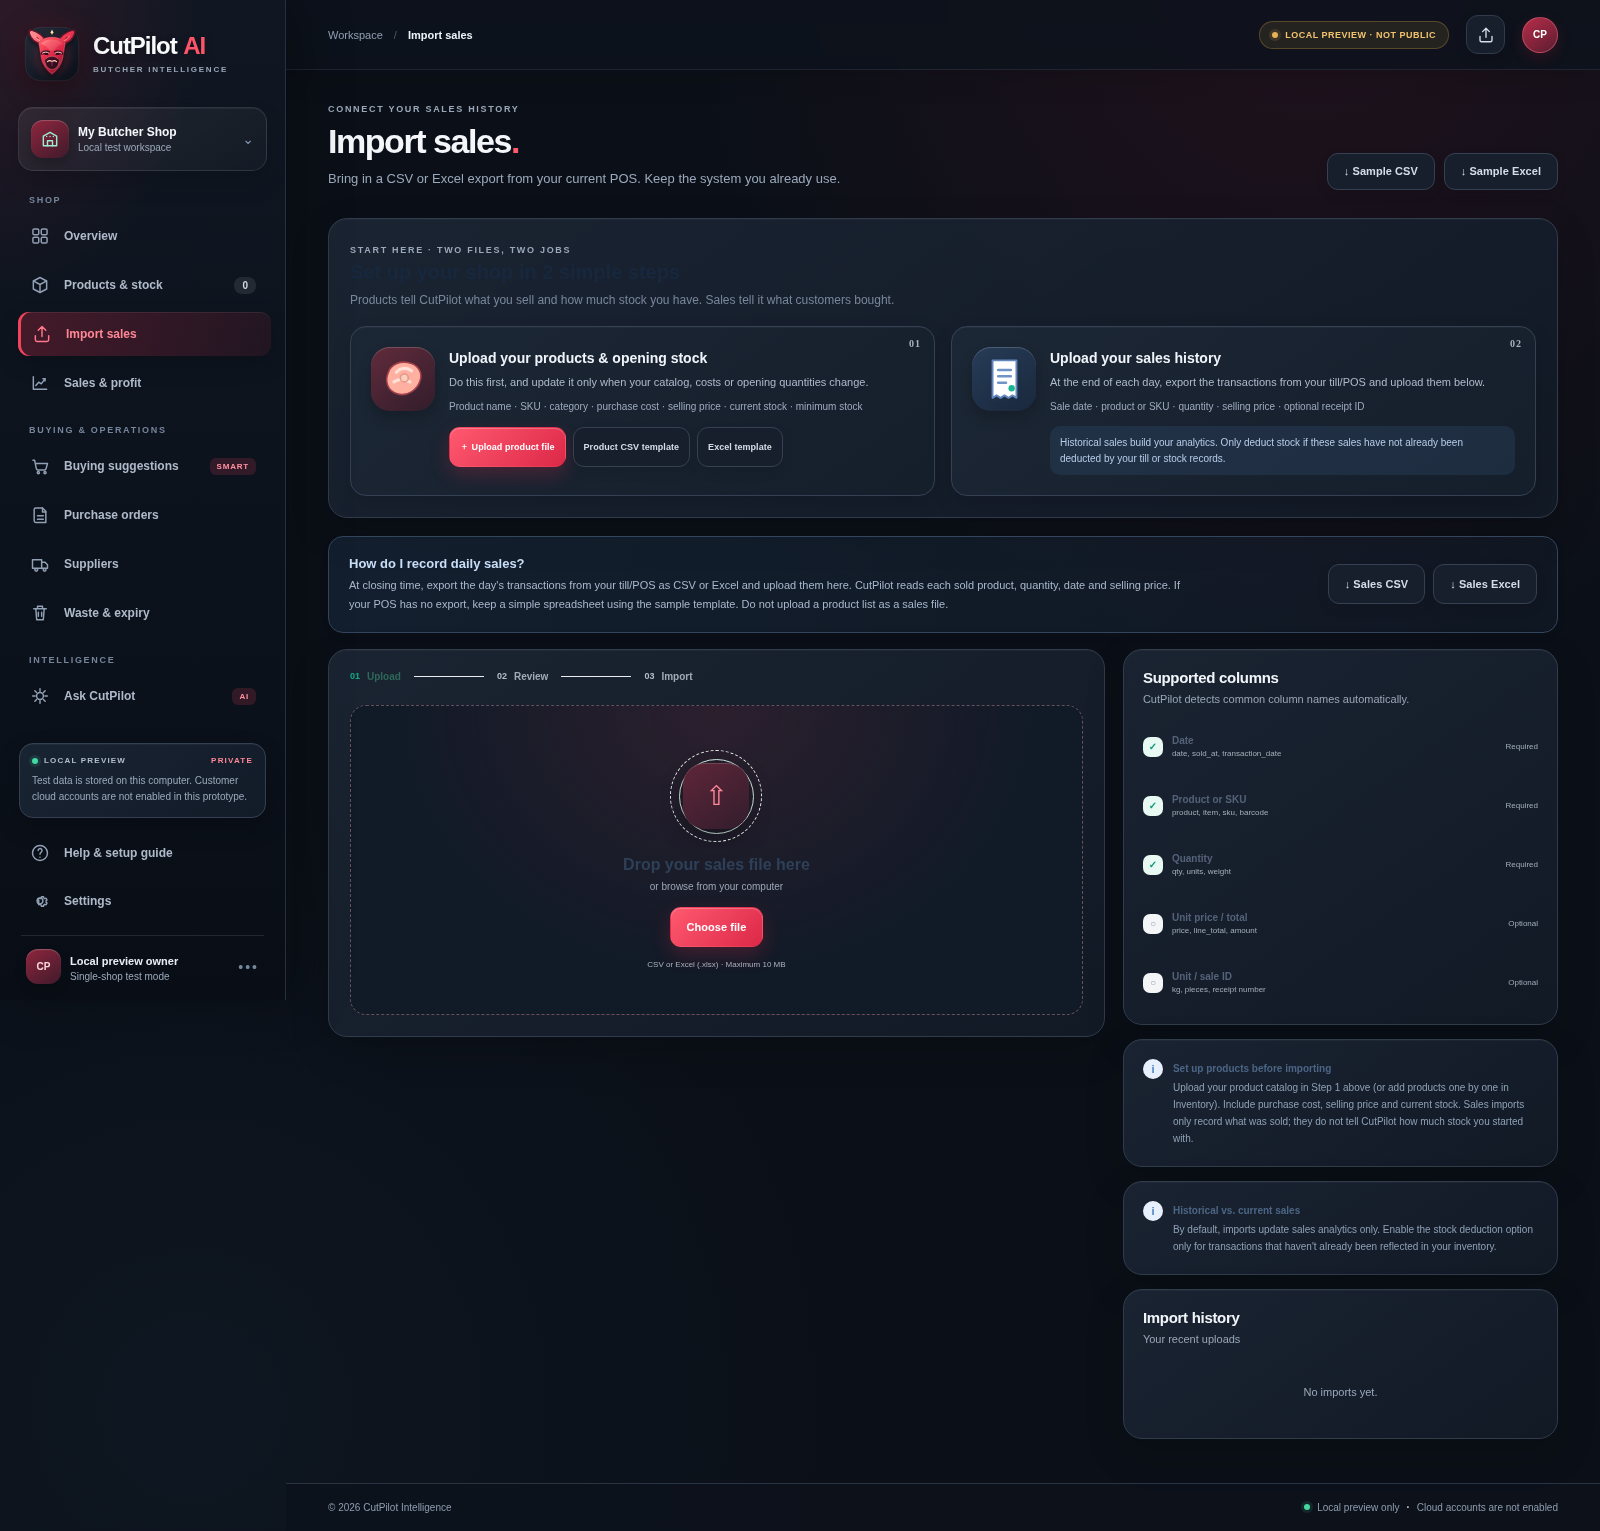 CutPilot AI
BUTCHER INTELLIGENCE
My Butcher Shop
Local test workspace
SHOP
Overview
Products & stock 0
Import sales
Sales & profit
BUYING & OPERATIONS
Buying suggestions SMART
Purchase orders
Suppliers
Waste & expiry
INTELLIGENCE
Ask CutPilot AI
LOCAL PREVIEW PRIVATE
Test data is stored on this computer. Customer
cloud accounts are not enabled in this prototype.
Help & setup guide
Settings
CP
Local preview owner
Single-shop test mode
Workspace / Import sales
LOCAL PREVIEW · NOT PUBLIC
CP
CONNECT YOUR SALES HISTORY
Import sales.
Bring in a CSV or Excel export from your current POS. Keep the system you already use.
↓ Sample CSV
↓ Sample Excel
START HERE · TWO FILES, TWO JOBS
Set up your shop in 2 simple steps
Products tell CutPilot what you sell and how much stock you have. Sales tell it what customers bought.
01
Upload your products & opening stock
Do this first, and update it only when your catalog, costs or opening quantities change.
Product name · SKU · category · purchase cost · selling price · current stock · minimum stock
+ Upload product file
Product CSV template
Excel template
02
Upload your sales history
At the end of each day, export the transactions from your till/POS and upload them below.
Sale date · product or SKU · quantity · selling price · optional receipt ID
Historical sales build your analytics. Only deduct stock if these sales have not already been
deducted by your till or stock records.
How do I record daily sales?
At closing time, export the day's transactions from your till/POS as CSV or Excel and upload them here. CutPilot reads each sold product, quantity, date and selling price. If
your POS has no export, keep a simple spreadsheet using the sample template. Do not upload a product list as a sales file.
↓ Sales CSV
↓ Sales Excel
01 Upload
02 Review
03 Import
Drop your sales file here
or browse from your computer
Choose file
CSV or Excel (.xlsx) · Maximum 10 MB
Supported columns
CutPilot detects common column names automatically.
Date
date, sold_at, transaction_date
Required
Product or SKU
product, item, sku, barcode
Required
Quantity
qty, units, weight
Required
Unit price / total
price, line_total, amount
Optional
Unit / sale ID
kg, pieces, receipt number
Optional
i
Set up products before importing
Upload your product catalog in Step 1 above (or add products one by one in
Inventory). Include purchase cost, selling price and current stock. Sales imports
only record what was sold; they do not tell CutPilot how much stock you started
with.
i
Historical vs. current sales
By default, imports update sales analytics only. Enable the stock deduction option
only for transactions that haven't already been reflected in your inventory.
Import history
Your recent uploads
No imports yet.
© 2026 CutPilot Intelligence
Local preview only · Cloud accounts are not enabled